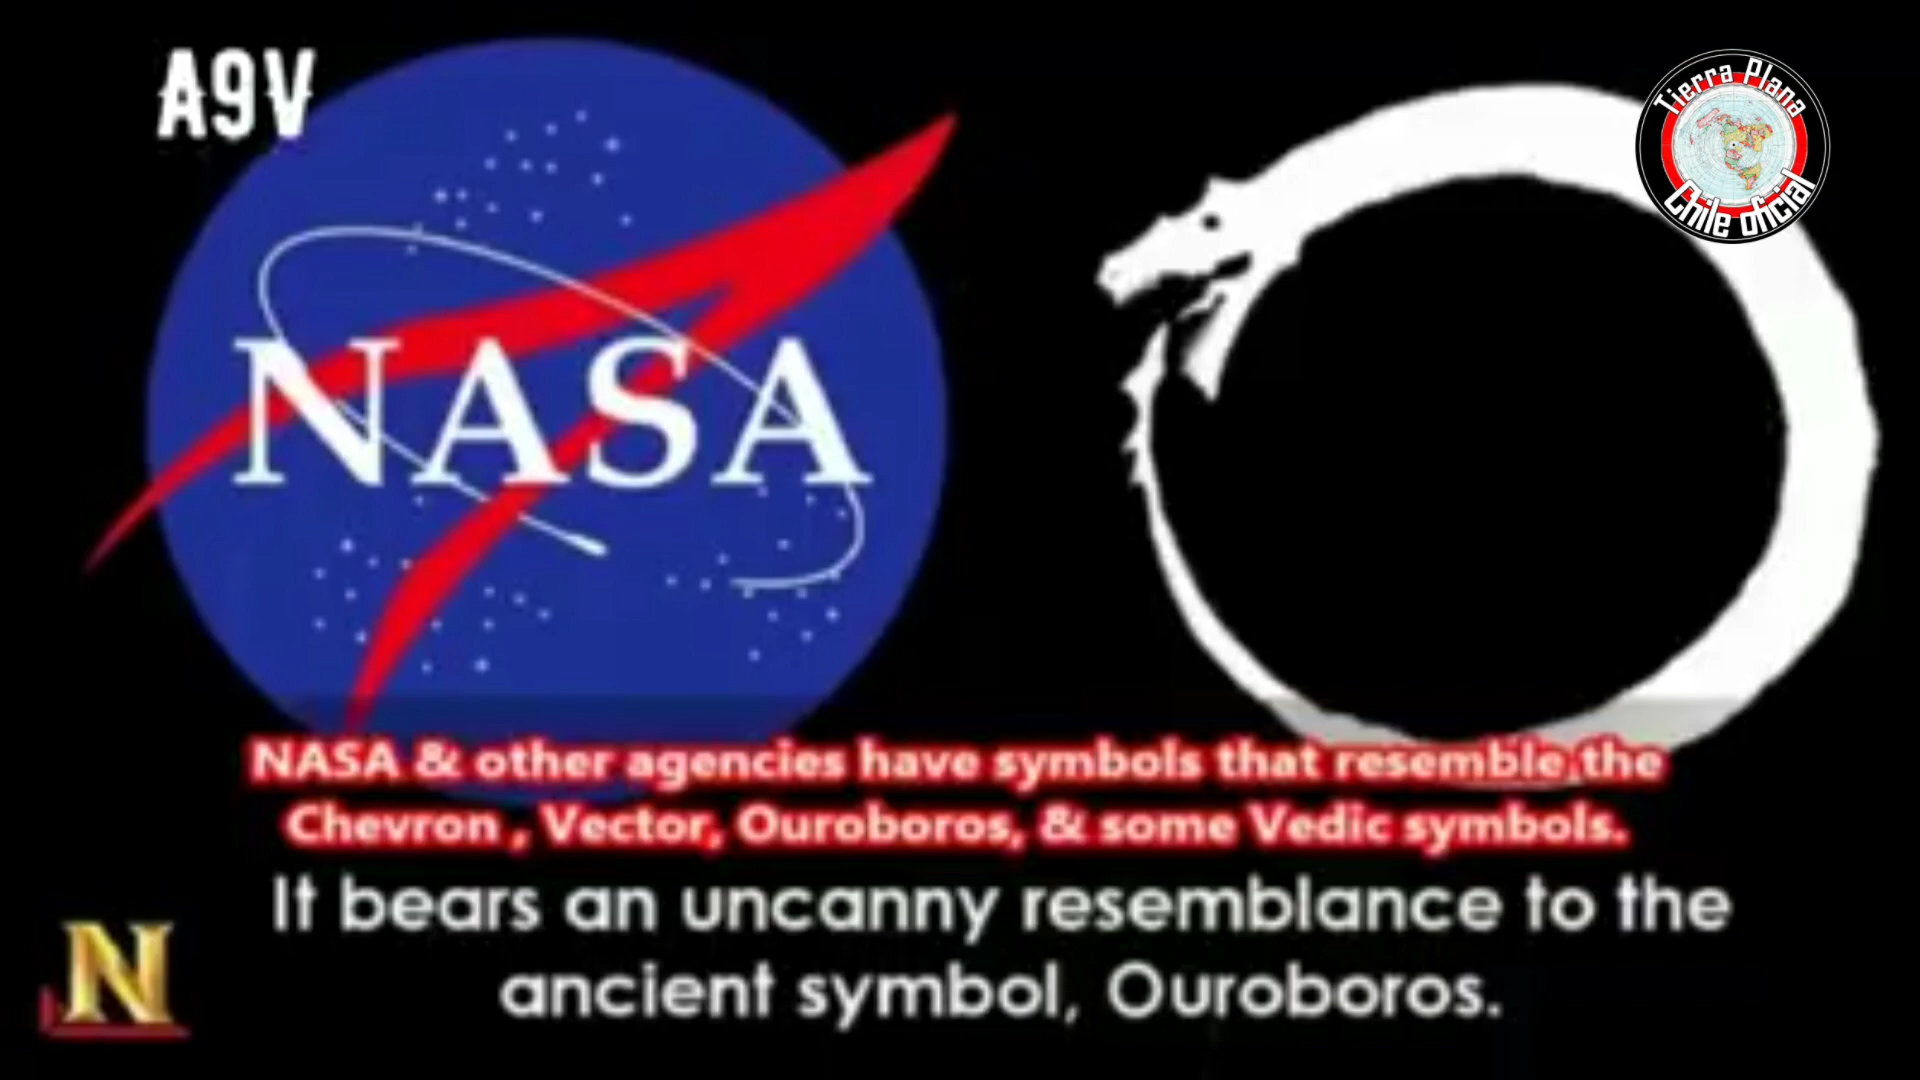 A9V
Tierra Plana
Chile oficial
NASA
NASA & other agencies have symbols that resemble the
Chevron , Vector, Ouroboros, & some Vedic symbols.
It bears an uncanny resemblance to the
ancient symbol, Ouroboros.
N